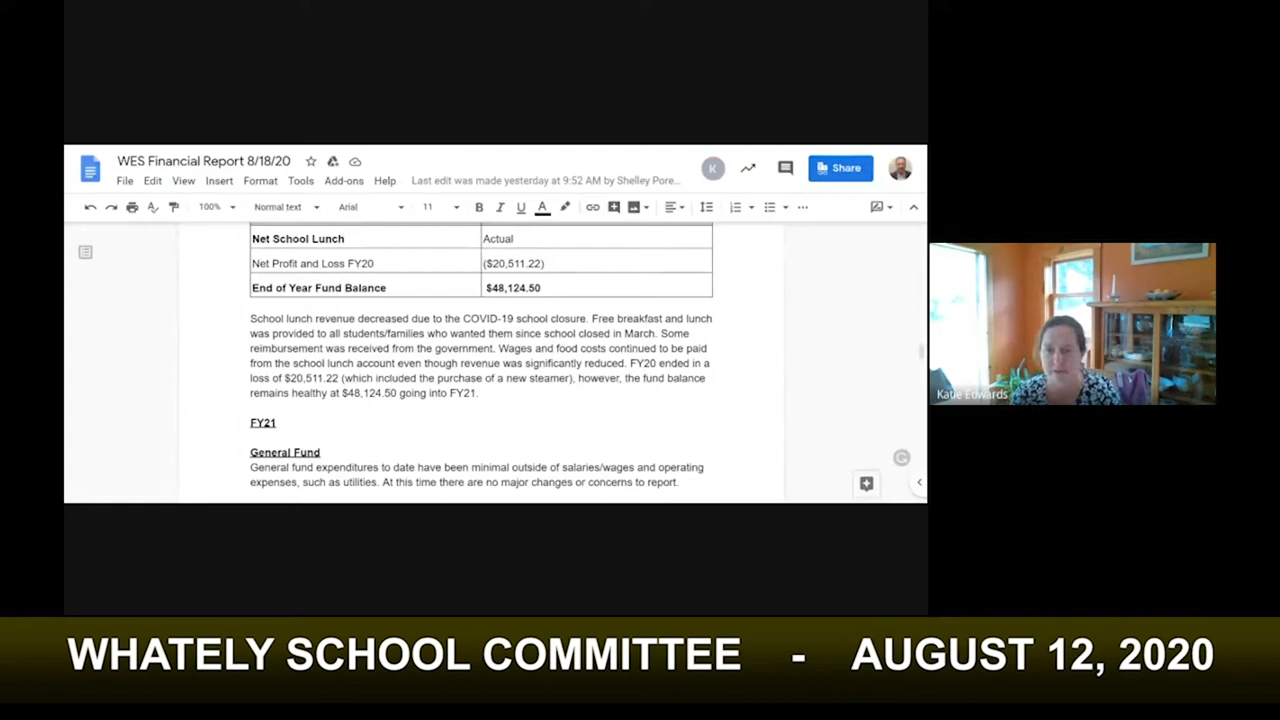 WES Financial Report 8/18/20
File Edit View Insert Format Tools Add-ons Help Last edit was made yesterday at 9:52 AM by Shelley Pore...
K
Share
100% Normal text Arial 11 B I U A
Net School Lunch Actual
Net Profit and Loss FY20 ($20,511.22)
End of Year Fund Balance $48,124.50
School lunch revenue decreased due to the COVID-19 school closure. Free breakfast and lunch
was provided to all students/families who wanted them since school closed in March. Some
reimbursement was received from the government. Wages and food costs continued to be paid
from the school lunch account even though revenue was significantly reduced. FY20 ended in a
loss of $20,511.22 (which included the purchase of a new steamer), however, the fund balance
remains healthy at $48,124.50 going into FY21.
FY21
General Fund
General fund expenditures to date have been minimal outside of salaries/wages and operating
expenses, such as utilities. At this time there are no major changes or concerns to report.
Katie Edwards
WHATELY SCHOOL COMMITTEE - AUGUST 12, 2020